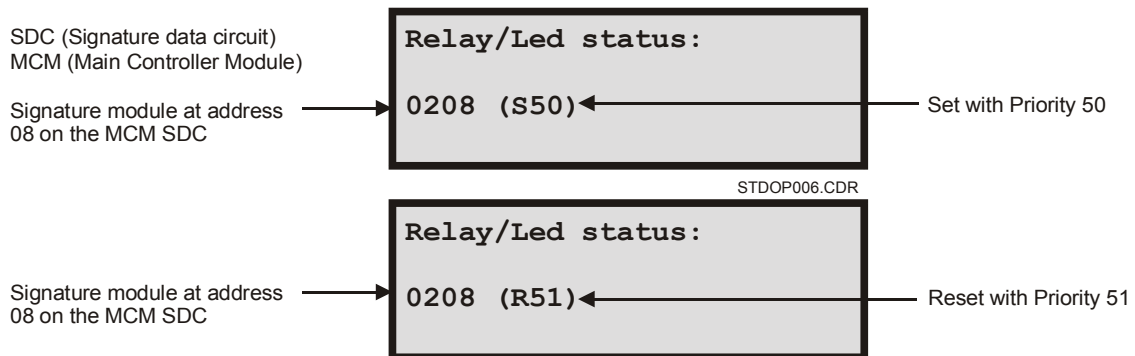 SDC (Signature data circuit)
MCM (Main Controller Module)
Signature module at address
08 on the MCM SDC
Relay/Led status:
0208 (S50)
Set with Priority 50
STDOP006.CDR
Relay/Led status:
Signature module at address
08 on the MCM SDC
0208 (R51)
Reset with Priority 51